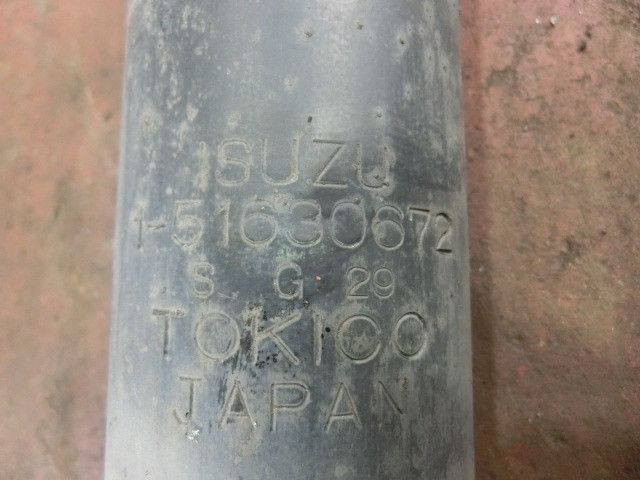 ISUZU
1-51630672
S G 29
TOKICO
JAPAN